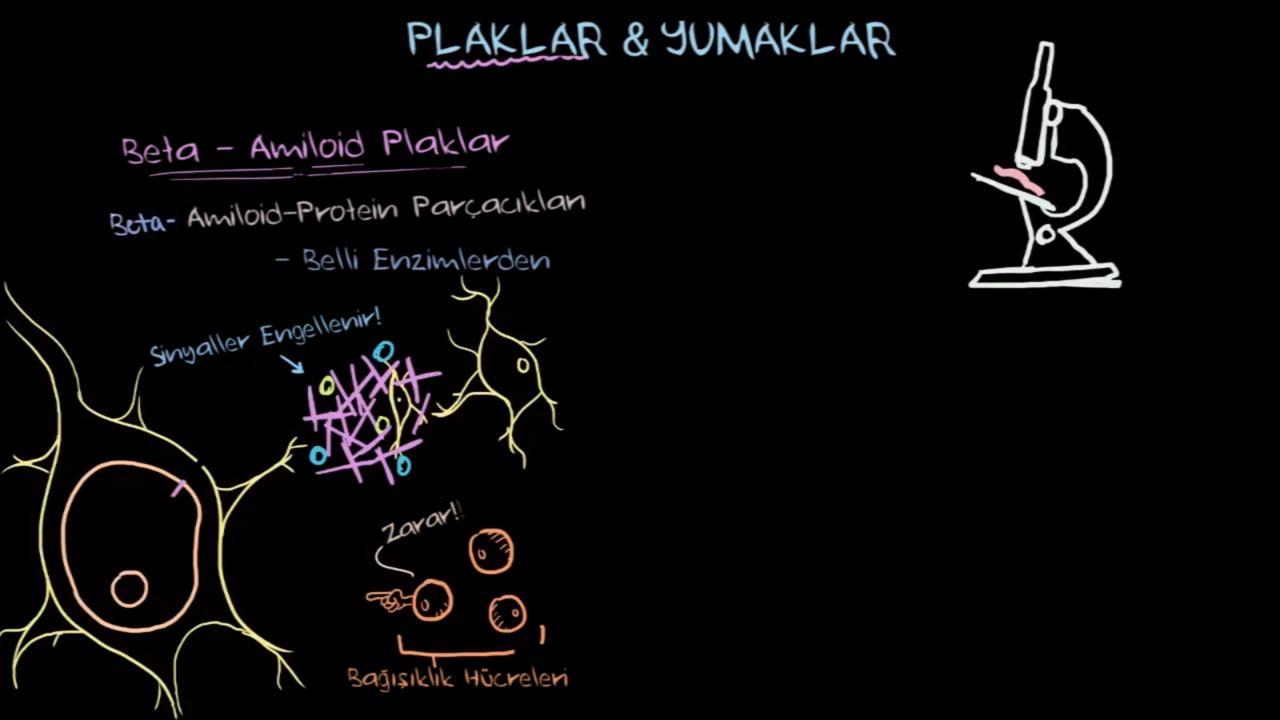 PLAKLAR & YUMAKLAR
Beta - Amiloid Plaklar
Beta- Amiloid-Protein Parçacıkları
- Belli Enzimlerden
Sinyaller Engellenir!
Zarar!!
Bağışıklık Hücreleri